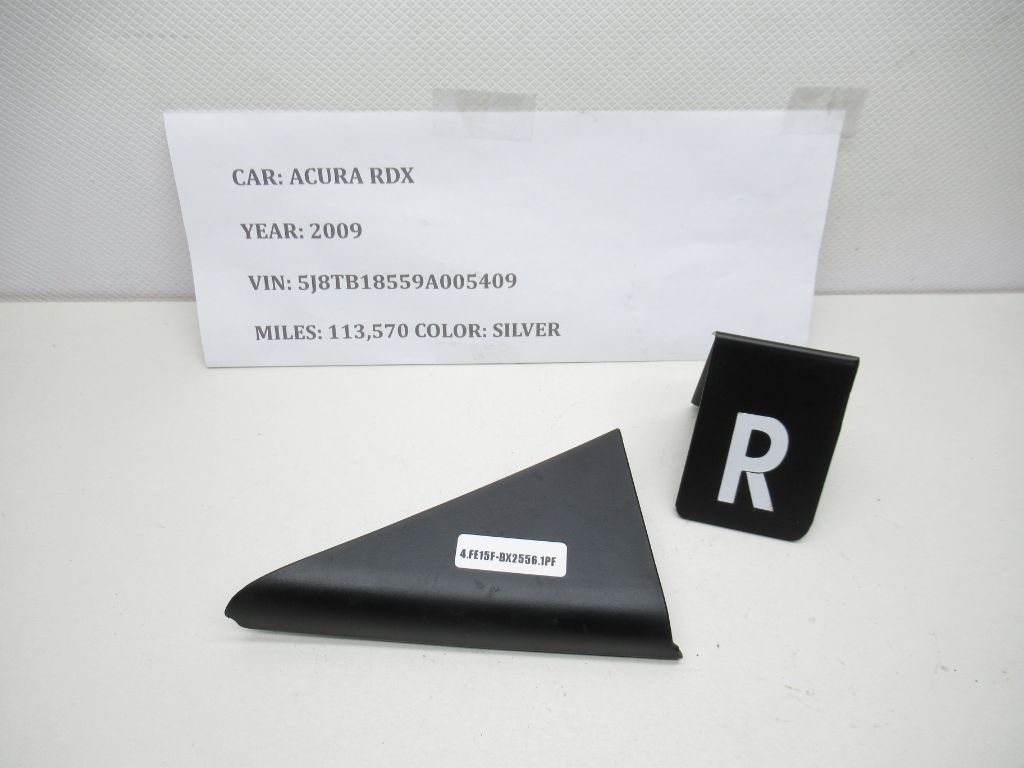 CAR: ACURA RDX
YEAR: 2009
VIN: 5J8TB18559A005409
MILES: 113,570 COLOR: SILVER
R
4.FE15F-BX2556.1PF